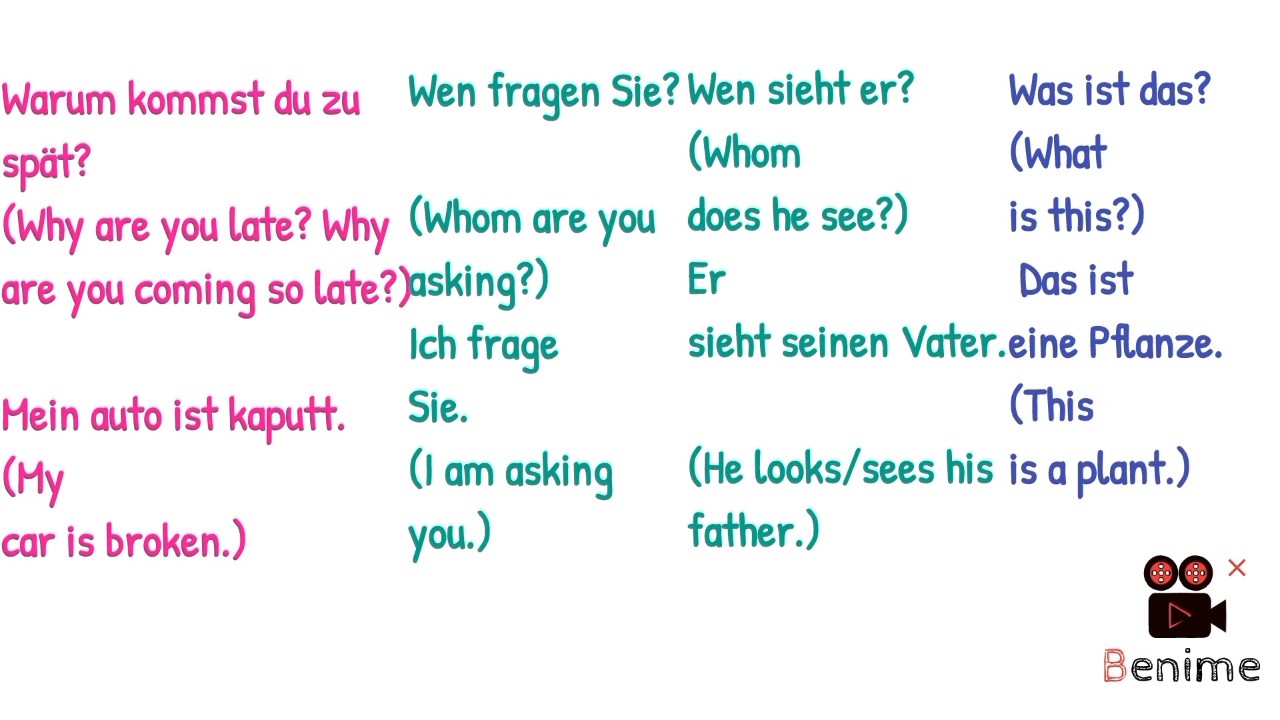 Warum kommst du zu
spät?
(Why are you late? Why
are you coming so late?)
Mein auto ist kaputt.
(My
car is broken.)
Wen fragen Sie?
(Whom are you
asking?)
Ich frage
Sie.
(I am asking
you.)
Wen sieht er?
(Whom
does he see?)
Er
sieht seinen Vater.
(He looks/sees his
father.)
Was ist das?
(What
is this?)
Das ist
eine Pflanze.
(This
is a plant.)
Benime